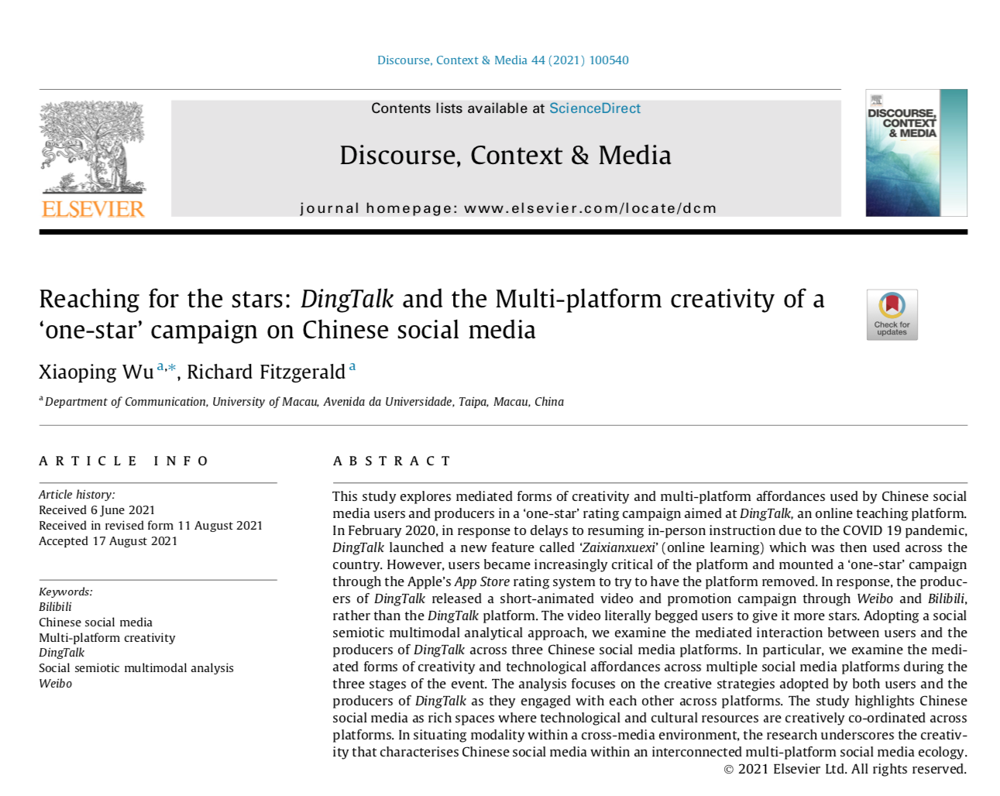 Discourse, Context & Media 44 (2021) 100540
ELSEVIER
Contents lists available at ScienceDirect
Discourse, Context & Media
journal homepage: www.elsevier.com/locate/dcm
DISCOURSE,
CONTEXT
& MEDIA
Reaching for the stars: DingTalk and the Multi-platform creativity of a
‘one-star’ campaign on Chinese social media
Check for
updates
Xiaoping Wu a,*, Richard Fitzgerald a
a Department of Communication, University of Macau, Avenida da Universidade, Taipa, Macau, China
ARTICLE INFO
Article history:
Received 6 June 2021
Received in revised form 11 August 2021
Accepted 17 August 2021
Keywords:
Bilibili
Chinese social media
Multi-platform creativity
DingTalk
Social semiotic multimodal analysis
Weibo
ABSTRACT
This study explores mediated forms of creativity and multi-platform affordances used by Chinese social
media users and producers in a ‘one-star’ rating campaign aimed at DingTalk, an online teaching platform.
In February 2020, in response to delays to resuming in-person instruction due to the COVID 19 pandemic,
DingTalk launched a new feature called ‘Zaixianxuexi’ (online learning) which was then used across the
country. However, users became increasingly critical of the platform and mounted a ‘one-star’ campaign
through the Apple’s App Store rating system to try to have the platform removed. In response, the produc-
ers of DingTalk released a short-animated video and promotion campaign through Weibo and Bilibili,
rather than the DingTalk platform. The video literally begged users to give it more stars. Adopting a social
semiotic multimodal analytical approach, we examine the mediated interaction between users and the
producers of DingTalk across three Chinese social media platforms. In particular, we examine the medi-
ated forms of creativity and technological affordances across multiple social media platforms during the
three stages of the event. The analysis focuses on the creative strategies adopted by both users and the
producers of DingTalk as they engaged with each other across platforms. The study highlights Chinese
social media as rich spaces where technological and cultural resources are creatively co-ordinated across
platforms. In situating modality within a cross-media environment, the research underscores the creativ-
ity that characterises Chinese social media within an interconnected multi-platform social media ecology.
© 2021 Elsevier Ltd. All rights reserved.